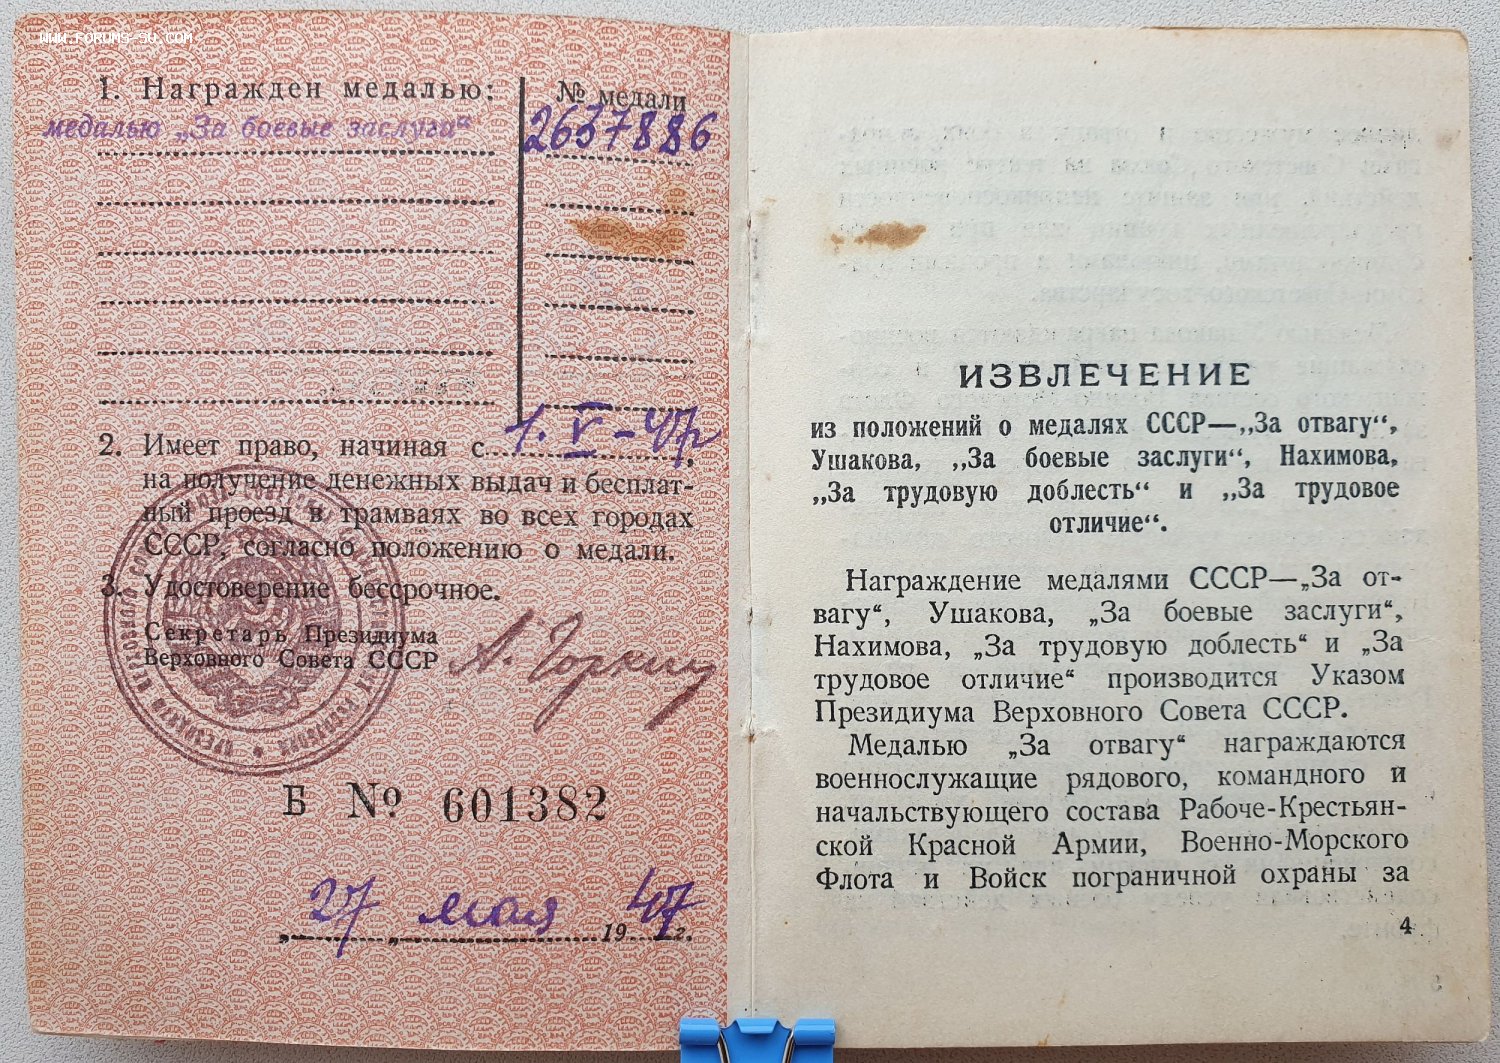 www.forums-su.com
1. Награжден медалью:
№ медали
медалью „За боевые заслуги“
2637886
2. Имеет право, начиная с 1.V-47г,
на получение денежных выдач и бесплат-
ный проезд в трамваях во всех городах
СССР, согласно положению о медали.
3. Удостоверение бессрочное.
Секретарь Президиума
Верховного Совета СССР
А. Горкин
Б № 601382
„27„ мая 1947г.
ИЗВЛЕЧЕНИЕ
из положений о медалях СССР—„За отвагу“,
Ушакова, „За боевые заслуги“, Нахимова,
„За трудовую доблесть“ и „За трудовое
отличие“.
Награждение медалями СССР—„За от-
вагу“, Ушакова, „За боевые заслуги“,
Нахимова, „За трудовую доблесть“ и „За
трудовое отличие“ производится Указом
Президиума Верховного Совета СССР.
Медалью „За отвагу“ награждаются
военнослужащие рядового, командного и
начальствующего состава Рабоче-Крестьян-
ской Красной Армии, Военно-Морского
Флота и Войск пограничной охраны за
4